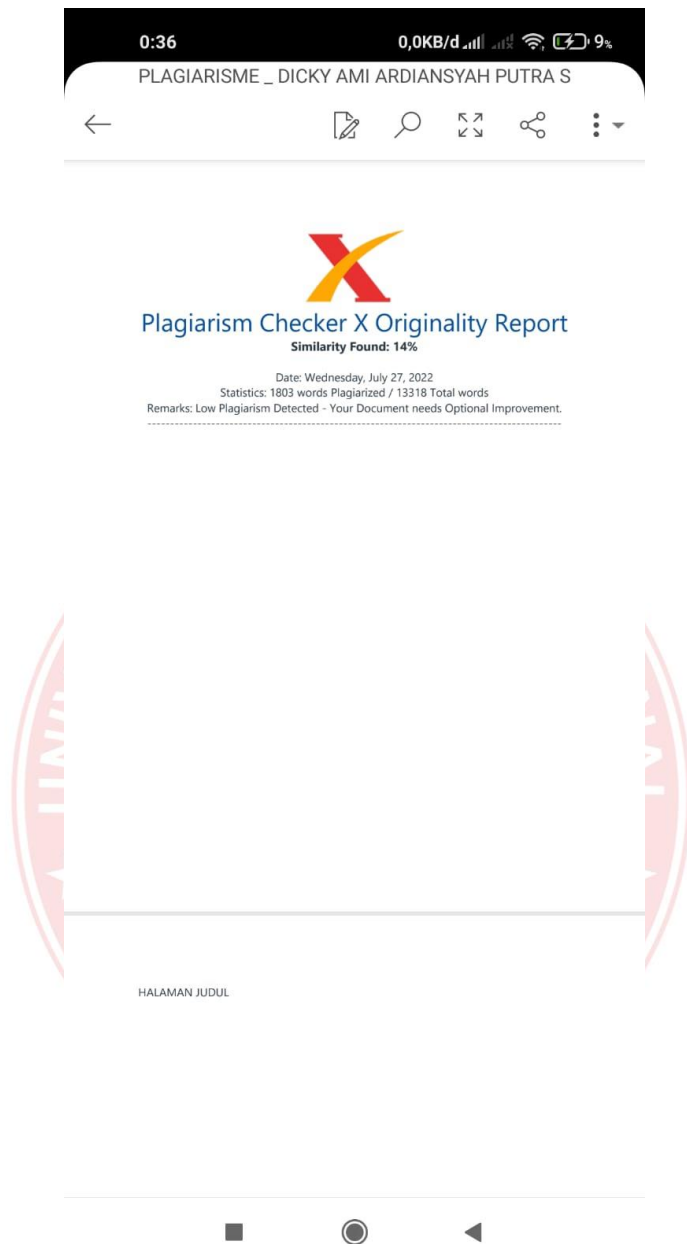 0:36 0,0KB/d 9%
PLAGIARISME _ DICKY AMI ARDIANSYAH PUTRA S
X
Plagiarism Checker X Originality Report
Similarity Found: 14%
Date: Wednesday, July 27, 2022
Statistics: 1803 words Plagiarized / 13318 Total words
Remarks: Low Plagiarism Detected - Your Document needs Optional Improvement.
HALAMAN JUDUL